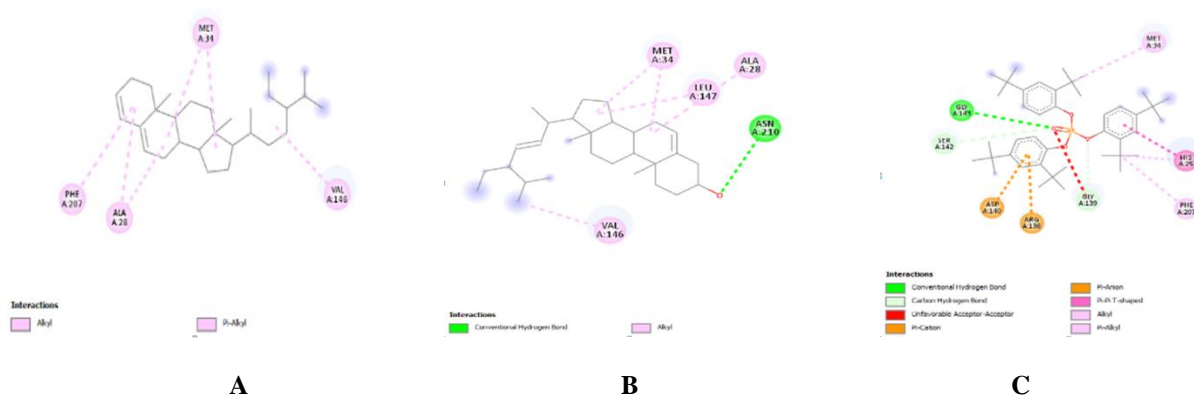 MET
A:34
PHE
A:207
ALA
A:28
VAL
A:146
Interactions
Alkyl
Pi-Alkyl
A
MET
A:34
ALA
A:28
LEU
A:147
ASN
A:210
VAL
A:146
Interactions
Conventional Hydrogen Bond
Alkyl
B
MET
A:34
GLY
SER
A:142
HIS
PHE
GLY
A:139
ASP
A:140
ARG
A:136
Interactions
Conventional Hydrogen Bond
Carbon Hydrogen Bond
Unfavorable Acceptor-Acceptor
Pi-Cation
Pi-Anion
Pi-Pi T-shaped
Alkyl
Pi-Alkyl
C